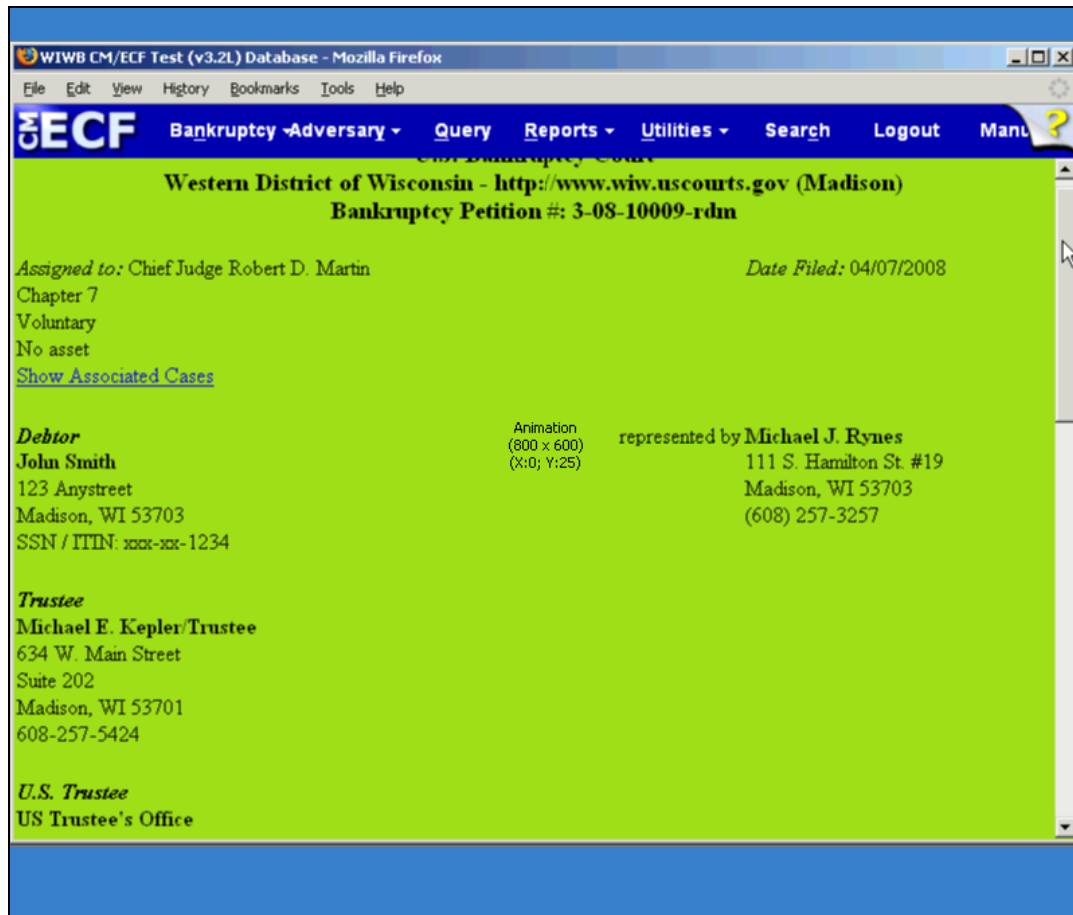 WIWB CM/ECF Test (v3.2L) Database - Mozilla Firefox
File Edit View History Bookmarks Tools Help
CM ECF Bankruptcy Adversary Query Reports Utilities Search Logout Manu ?
U.S. Bankruptcy Court
Western District of Wisconsin - http://www.wiw.uscourts.gov (Madison)
Bankruptcy Petition #: 3-08-10009-rdm
Assigned to: Chief Judge Robert D. Martin Date Filed: 04/07/2008
Chapter 7
Voluntary
No asset
Show Associated Cases
Animation
(800 x 600)
(X:0; Y:25)
Debtor represented by Michael J. Rynes
John Smith 111 S. Hamilton St. #19
123 Anystreet Madison, WI 53703
Madison, WI 53703 (608) 257-3257
SSN / ITIN: xxx-xx-1234
Trustee
Michael E. Kepler/Trustee
634 W. Main Street
Suite 202
Madison, WI 53701
608-257-5424
U.S. Trustee
US Trustee's Office